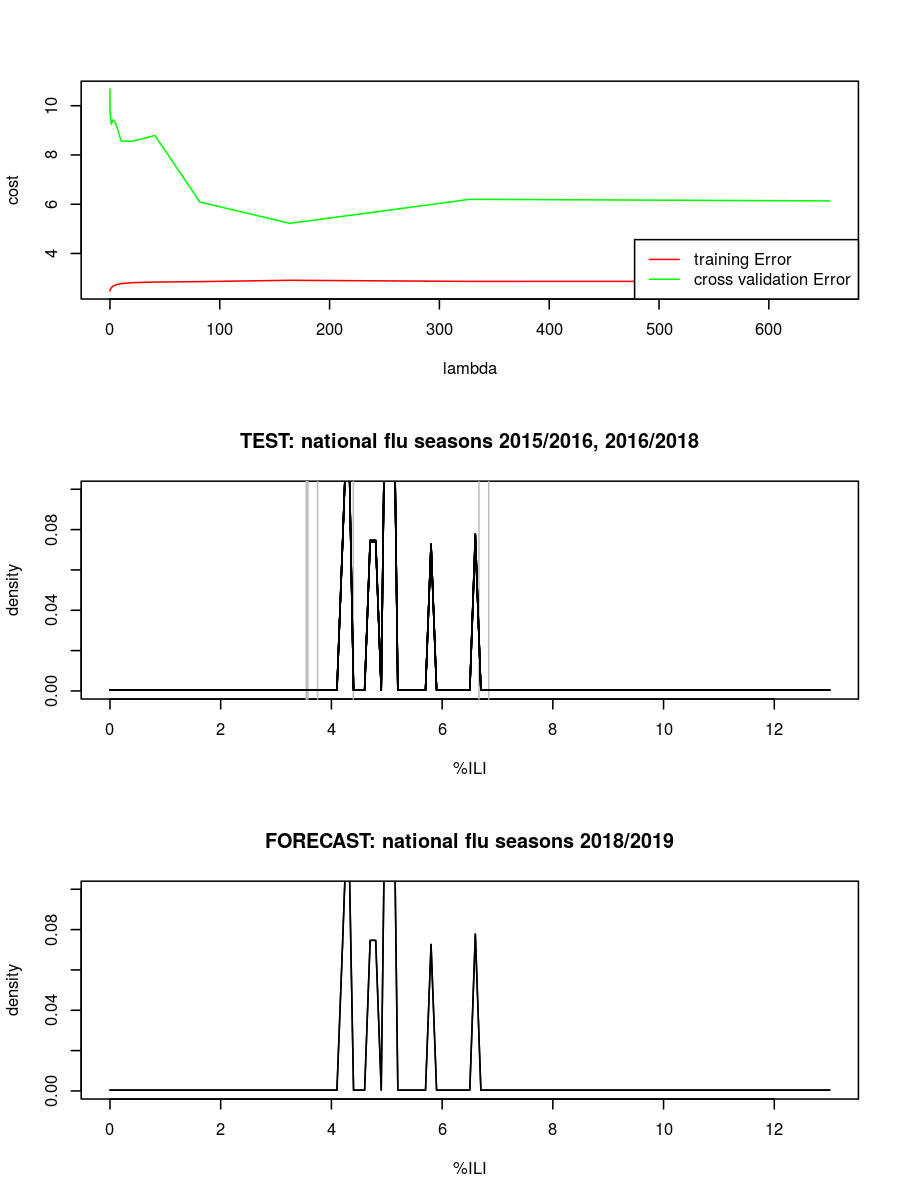 10
8
6
4
cost
training Error
cross validation Error
0 100 200 300 400 500 600
lambda
TEST: national flu seasons 2015/2016, 2016/2018
0.08
0.04
0.00
density
0 2 4 6 8 10 12
%ILI
FORECAST: national flu seasons 2018/2019
0.08
0.04
0.00
density
0 2 4 6 8 10 12
%ILI